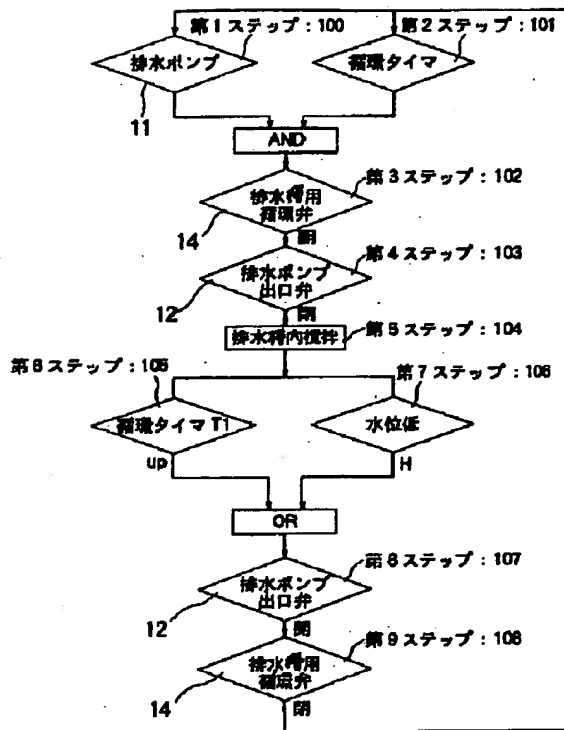 第1ステップ：100
第2ステップ：101
排水ポンプ
循環タイマ
11
AND
第3ステップ：102
排水槽用
循環弁
14
開
第4ステップ：103
排水ポンプ
出口弁
12
閉
排水槽内撹拌
第5ステップ：104
第6ステップ：105
第7ステップ：106
循環タイマ T1
水位低
up
H
OR
第8ステップ：107
排水ポンプ
出口弁
12
開
第9ステップ：108
排水槽用
循環弁
14
閉